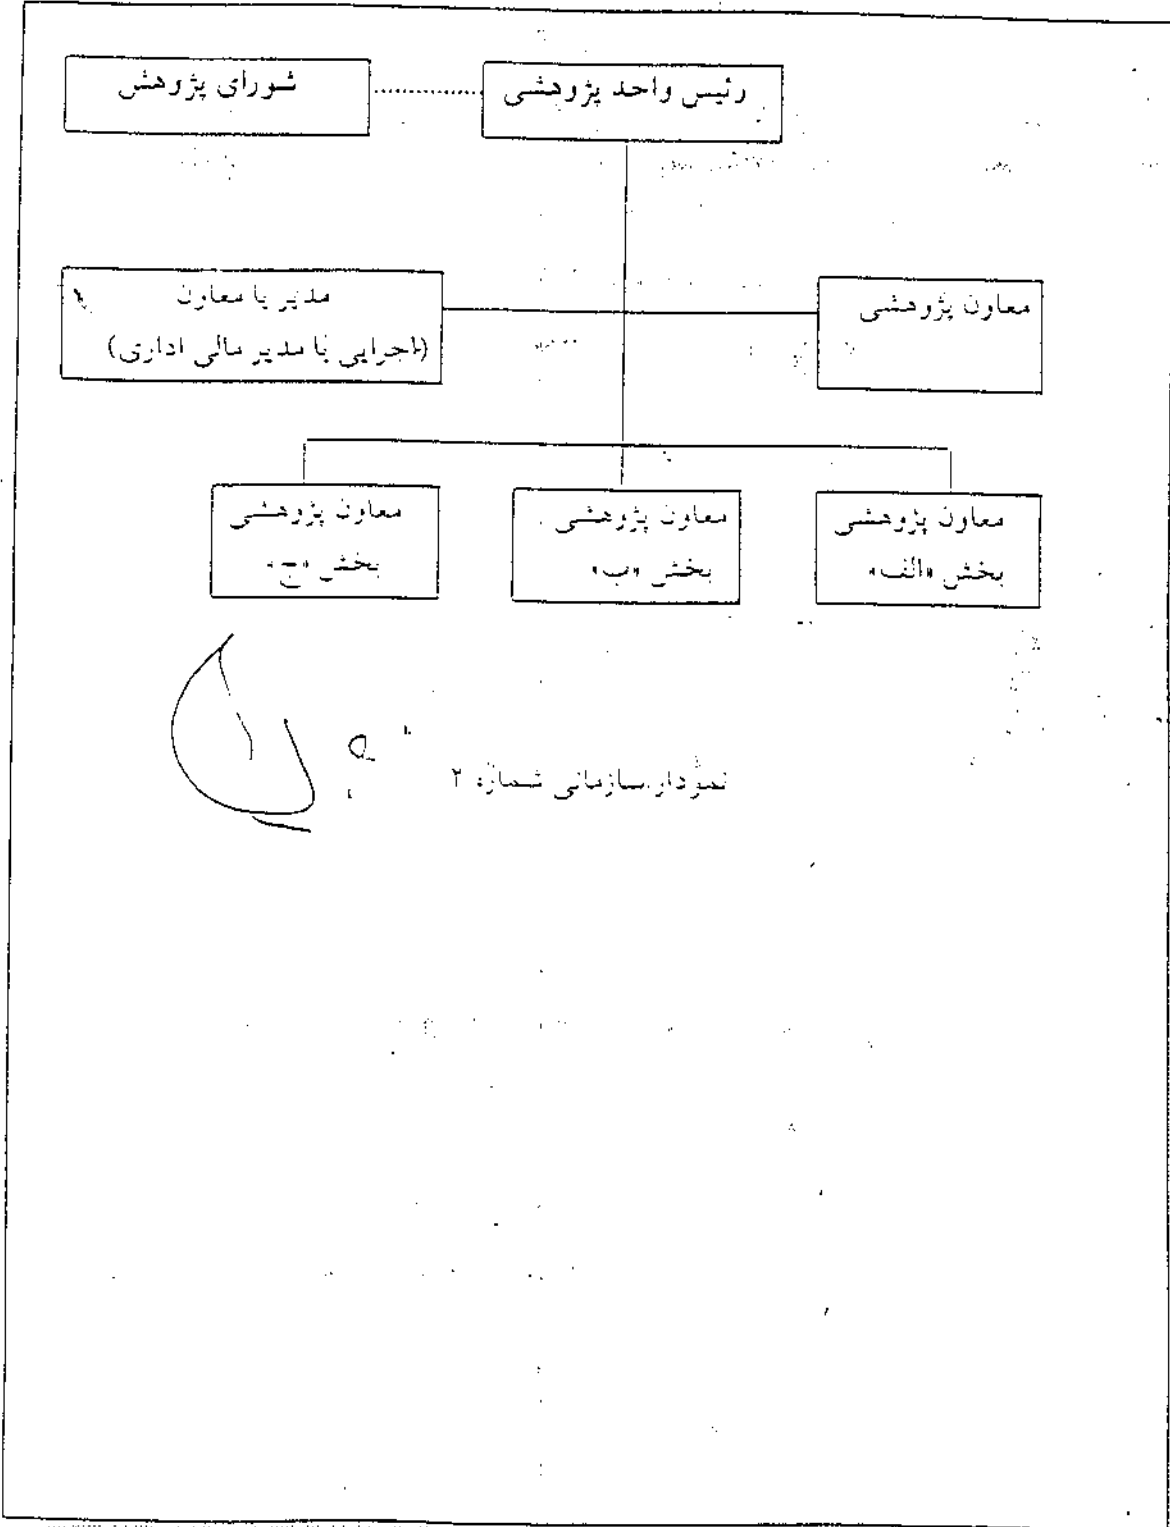 رئیس واحد پژوهشی
شورای پژوهش
معاون پژوهشی
مدیر یا معاون
(اجرایی یا مدیر مالی اداری)
معاون پژوهشی
بخش «الف»
معاون پژوهشی
بخش «ب»
معاون پژوهشی
بخش «ج»
نمودار سازمانی شماره ۲